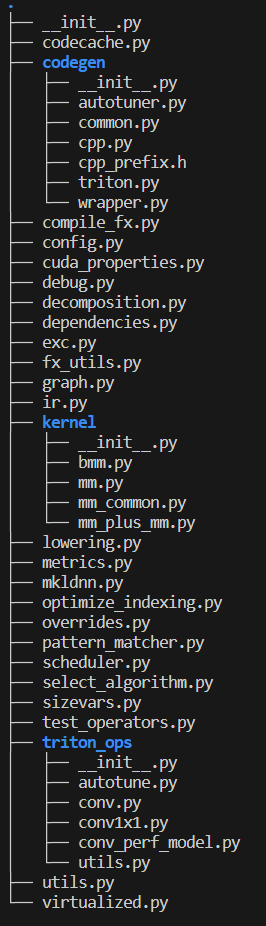 .
├── __init__.py
├── codecache.py
├── codegen
│   ├── __init__.py
│   ├── autotuner.py
│   ├── common.py
│   ├── cpp.py
│   ├── cpp_prefix.h
│   ├── triton.py
│   └── wrapper.py
├── compile_fx.py
├── config.py
├── cuda_properties.py
├── debug.py
├── decomposition.py
├── dependencies.py
├── exc.py
├── fx_utils.py
├── graph.py
├── ir.py
├── kernel
│   ├── __init__.py
│   ├── bmm.py
│   ├── mm.py
│   ├── mm_common.py
│   └── mm_plus_mm.py
├── lowering.py
├── metrics.py
├── mkldnn.py
├── optimize_indexing.py
├── overrides.py
├── pattern_matcher.py
├── scheduler.py
├── select_algorithm.py
├── sizevars.py
├── test_operators.py
├── triton_ops
│   ├── __init__.py
│   ├── autotune.py
│   ├── conv.py
│   ├── conv1x1.py
│   ├── conv_perf_model.py
│   └── utils.py
├── utils.py
└── virtualized.py